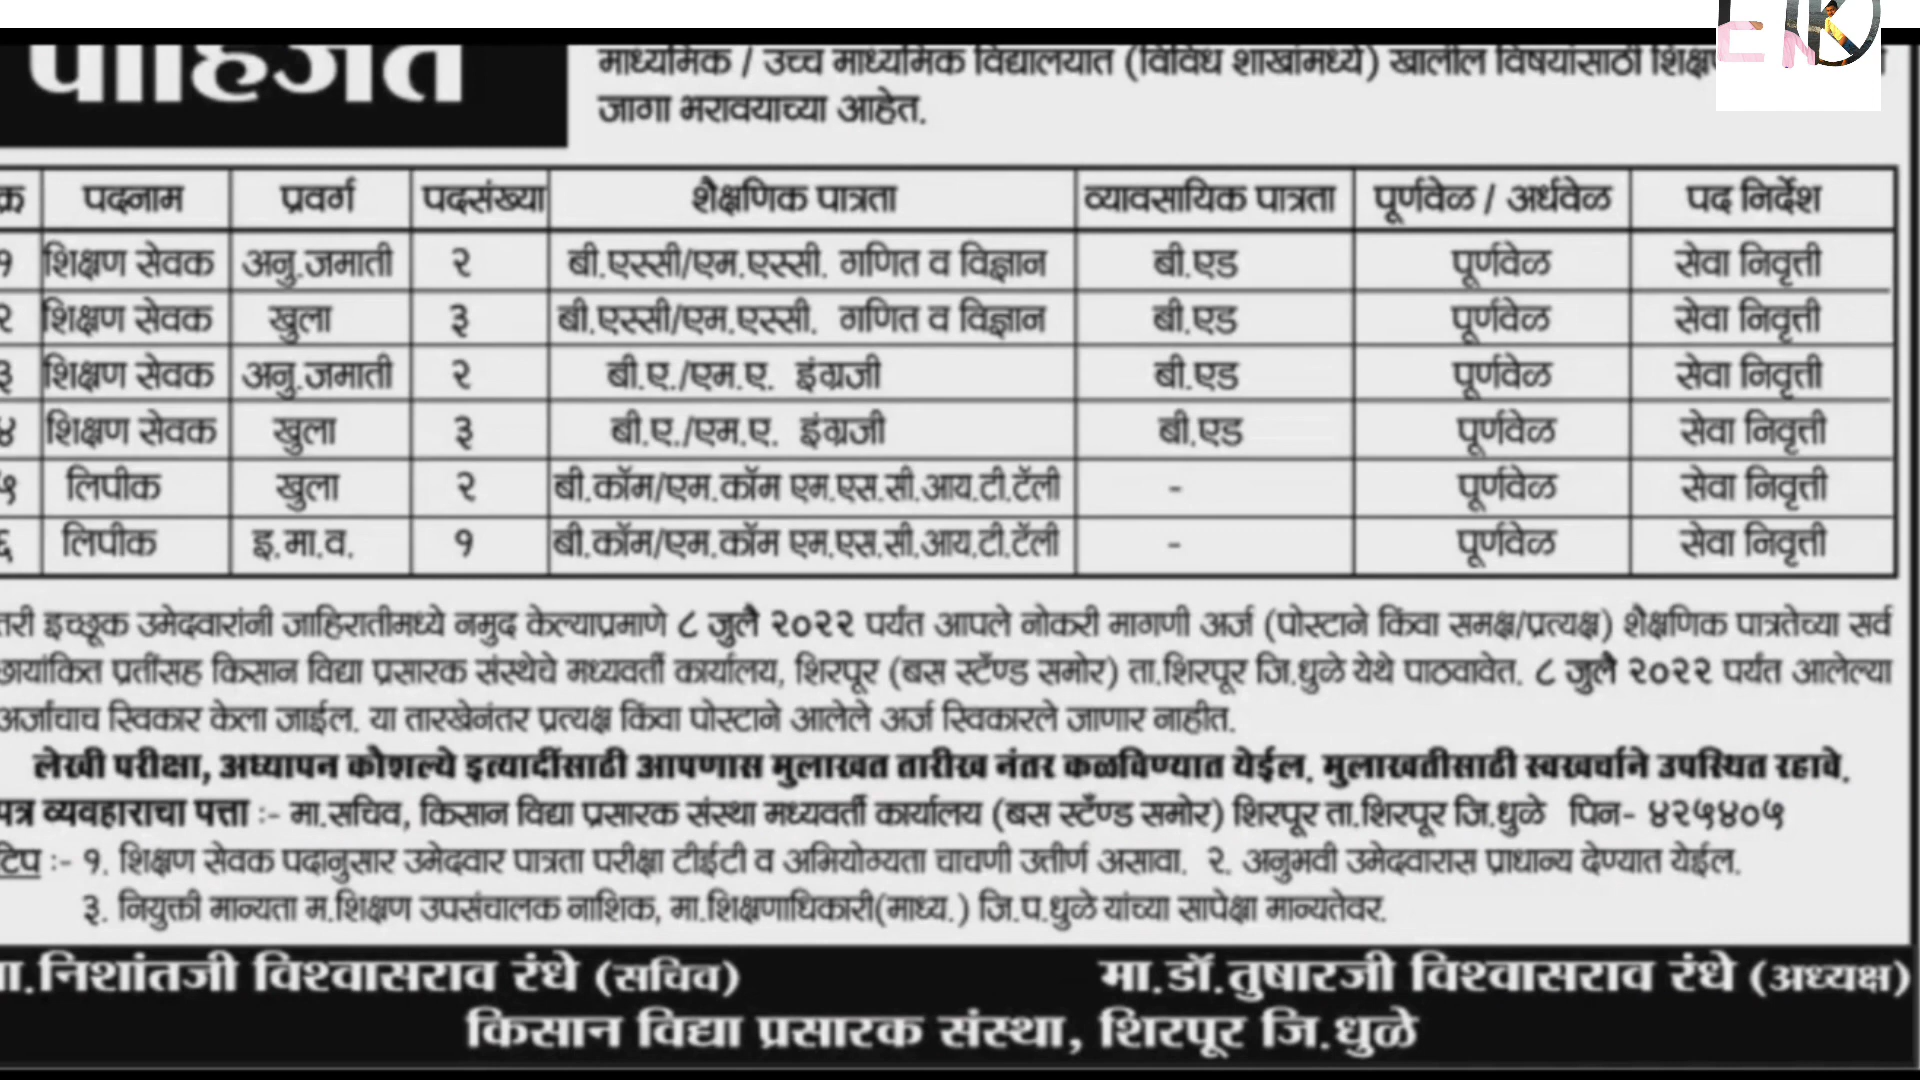 पाहिजेत
माध्यमिक / उच्च माध्यमिक विद्यालयात (विविध शाखांमध्ये) खालील विषयांसाठी
जागा भरावयाच्या आहेत.
क्र पदनाम प्रवर्ग पदसंख्या शैक्षणिक पात्रता व्यावसायिक पात्रता पूर्णवेळ / अर्धवेळ पद निर्देश
१ शिक्षण सेवक अनु.जमाती २ बी.एस्सी/एम.एस्सी. गणित व विज्ञान बी.एड पूर्णवेळ सेवा निवृत्ती
२ शिक्षण सेवक खुला ३ बी.एस्सी/एम.एस्सी. गणित व विज्ञान बी.एड पूर्णवेळ सेवा निवृत्ती
३ शिक्षण सेवक अनु.जमाती २ बी.ए./एम.ए. इंग्रजी बी.एड पूर्णवेळ सेवा निवृत्ती
४ शिक्षण सेवक खुला ३ बी.ए./एम.ए. इंग्रजी बी.एड पूर्णवेळ सेवा निवृत्ती
५ लिपीक खुला २ बी.कॉम/एम.कॉम एम.एस.सी.आय.टी.टॅली - पूर्णवेळ सेवा निवृत्ती
६ लिपीक इ.मा.व. १ बी.कॉम/एम.कॉम एम.एस.सी.आय.टी.टॅली - पूर्णवेळ सेवा निवृत्ती
तरी इच्छूक उमेदवारांनी जाहिरातीमध्ये नमुद केल्याप्रमाणे ८ जुलै २०२२ पर्यंत आपले नोकरी मागणी अर्ज (पोस्टाने किंवा समक्ष/प्रत्यक्ष) शैक्षणिक पात्रतेच्या सर्व
छायांकित प्रतींसह किसान विद्या प्रसारक संस्थेचे मध्यवर्ती कार्यालय, शिरपूर (बस स्टॅण्ड समोर) ता.शिरपूर जि.धुळे येथे पाठवावेत. ८ जुलै २०२२ पर्यंत आलेल्या
अर्जाचाच स्विकार केला जाईल. या तारखेनंतर प्रत्यक्ष किंवा पोस्टाने आलेले अर्ज स्विकारले जाणार नाहीत.
लेखी परीक्षा, अध्यापन कौशल्ये इत्यादींसाठी आपणास मुलाखत तारीख नंतर कळविण्यात येईल. मुलाखतीसाठी स्वखर्चाने उपस्थित रहावे.
पत्र व्यवहाराचा पत्ता :- मा.सचिव, किसान विद्या प्रसारक संस्था मध्यवर्ती कार्यालय (बस स्टॅण्ड समोर) शिरपूर ता.शिरपूर जि.धुळे पिन- ४२५४०५
टिप :- १. शिक्षण सेवक पदानुसार उमेदवार पात्रता परीक्षा टीईटी व अभियोग्यता चाचणी उत्तीर्ण असावा. २. अनुभवी उमेदवारास प्राधान्य देण्यात येईल.
३. नियुक्ती मान्यता म.शिक्षण उपसंचालक नाशिक, मा.शिक्षणाधिकारी(माध्य.) जि.प.धुळे यांच्या सापेक्षा मान्यतेवर.
मा.निशांतजी विश्वासराव रंधे (सचिव) मा.डॉ.तुषारजी विश्वासराव रंधे (अध्यक्ष)
किसान विद्या प्रसारक संस्था, शिरपूर जि.धुळे